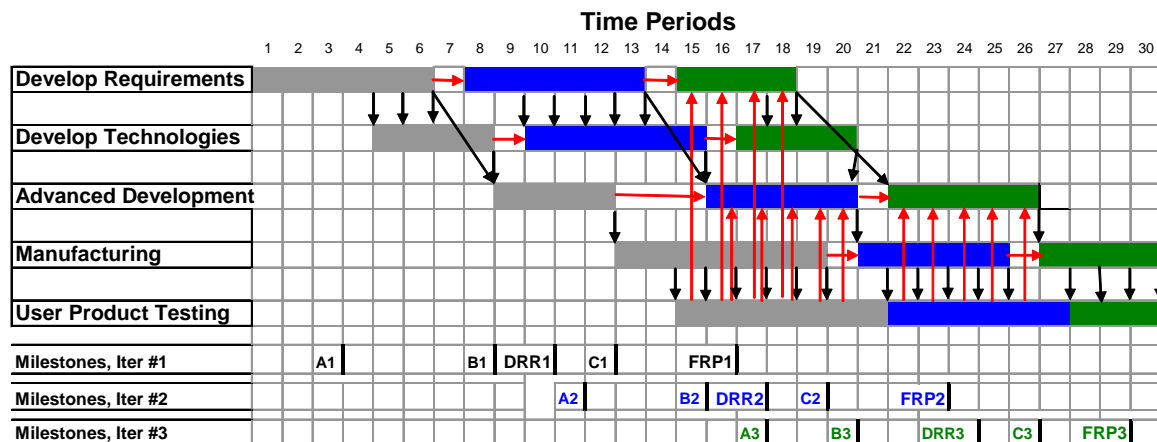 Time Periods
1 2 3 4 5 6 7 8 9 10 11 12 13 14 15 16 17 18 19 20 21 22 23 24 25 26 27 28 29 30
Develop Requirements
Develop Technologies
Advanced Development
Manufacturing
User Product Testing
Milestones, Iter #1 A1 B1 DRR1 C1 FRP1
Milestones, Iter #2 A2 B2 DRR2 C2 FRP2
Milestones, Iter #3 A3 B3 DRR3 C3 FRP3